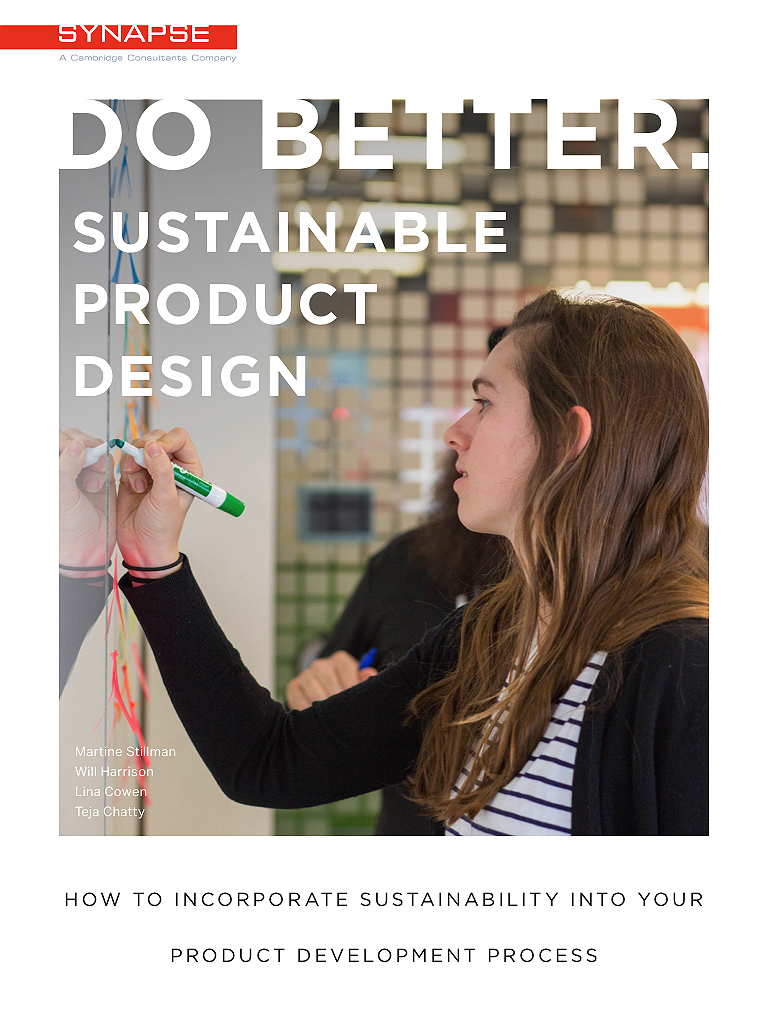 SYNAPSE
A Cambridge Consultants Company
DO BETTER.
SUSTAINABLE
PRODUCT
DESIGN
Martine Stillman
Will Harrison
Lina Cowen
Teja Chatty
HOW TO INCORPORATE SUSTAINABILITY INTO YOUR
PRODUCT DEVELOPMENT PROCESS